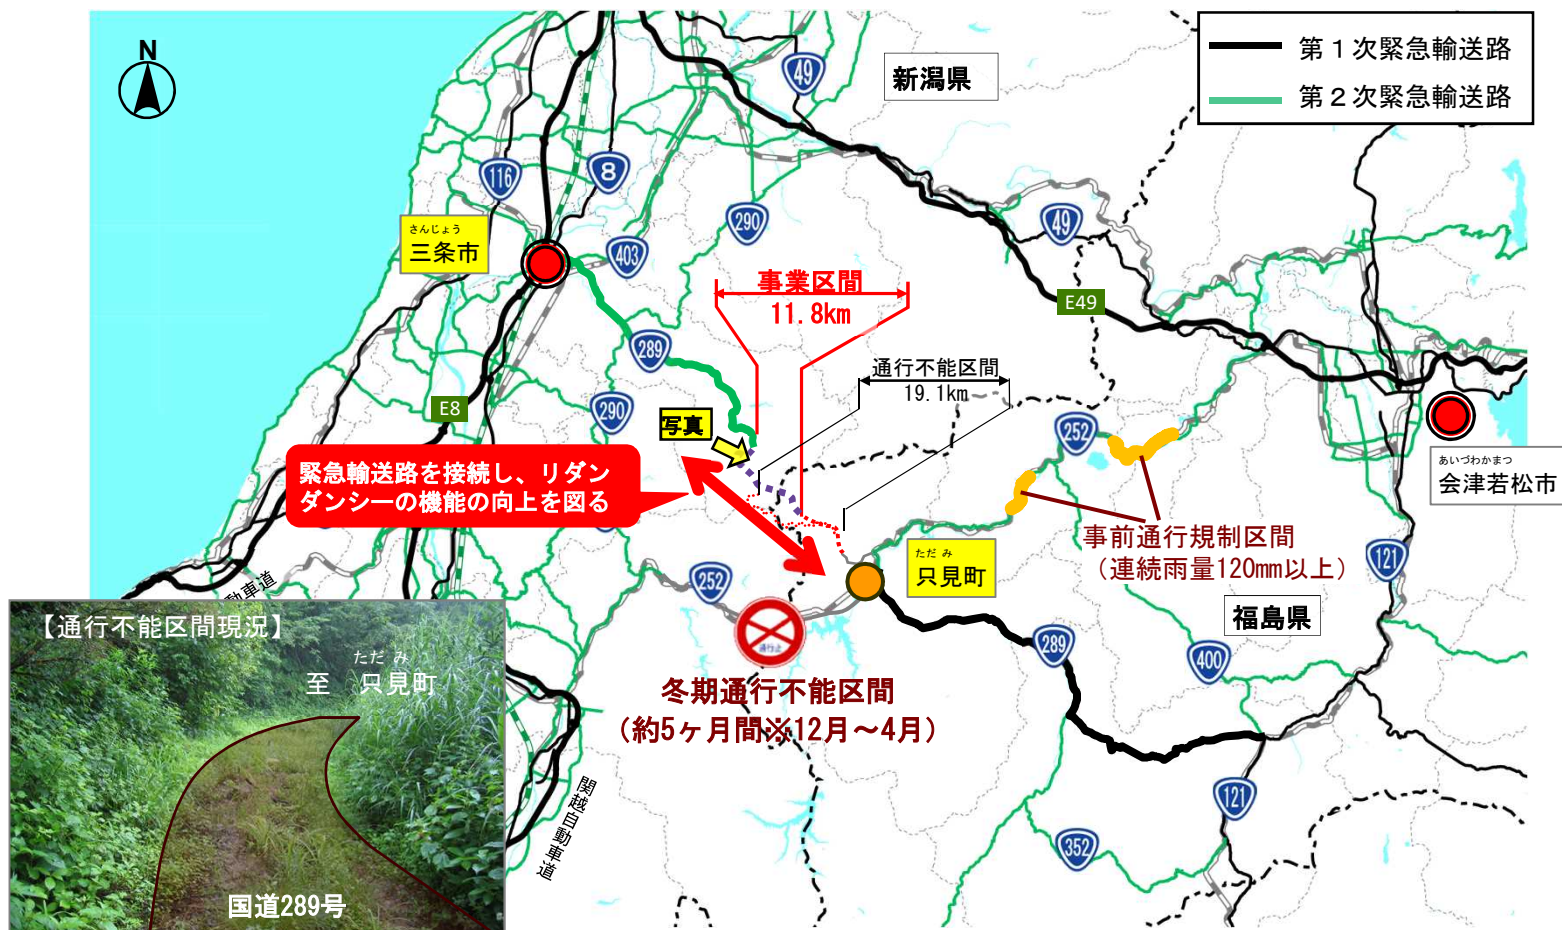 N
第１次緊急輸送路
第２次緊急輸送路
新潟県
49
116
8
290
403
さんじょう
三条市
49
E49
事業区間
11.8km
289
通行不能区間
19.1km
E8
290
写真
252
緊急輸送路を接続し、リダン
ダンシーの機能の向上を図る
あいづわかまつ
会津若松市
事前通行規制区間
（連続雨量120mm以上）
ただ み
只見町
121
252
通行止
福島県
動車道
289
400
冬期通行不能区間
（約5ヶ月間※12月～4月）
【通行不能区間現況】
ただ み
至 只見町
国道289号
関越自動車道
121
352